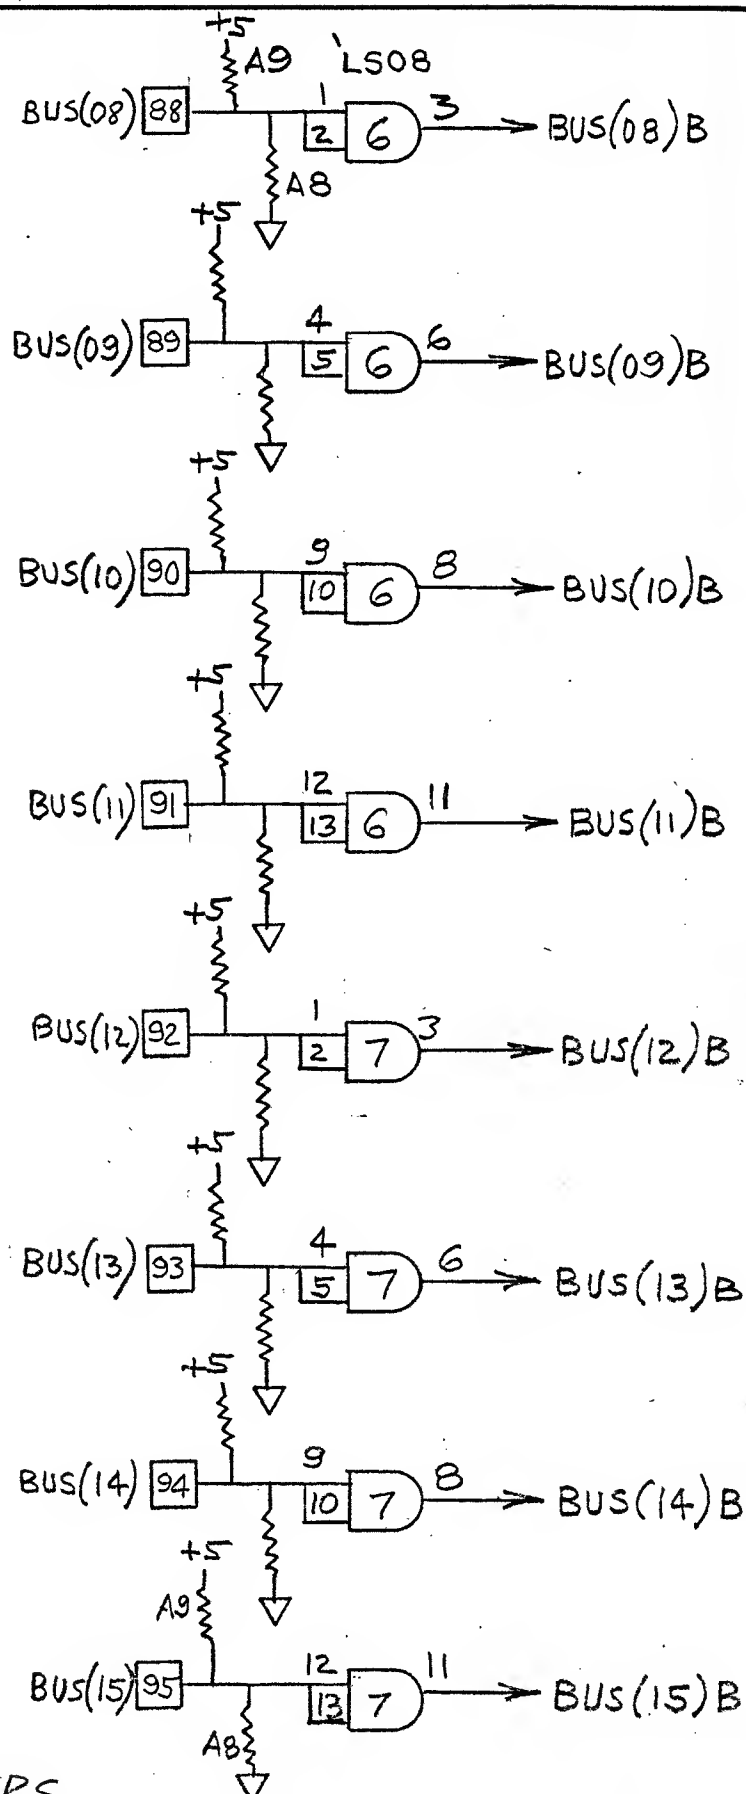 +5
A9 'LS08
BUS(08) 88 1 2 6 3 BUS(08)B
A8
+5
BUS(09) 89 4 5 6 6 BUS(09)B
+5
BUS(10) 90 9 10 6 8 BUS(10)B
+5
BUS(11) 91 12 13 6 11 BUS(11)B
+5
BUS(12) 92 1 2 7 3 BUS(12)B
+5
BUS(13) 93 4 5 7 6 BUS(13)B
+5
BUS(14) 94 9 10 7 8 BUS(14)B
+5
A9
BUS(15) 95 12 13 7 11 BUS(15)B
A8